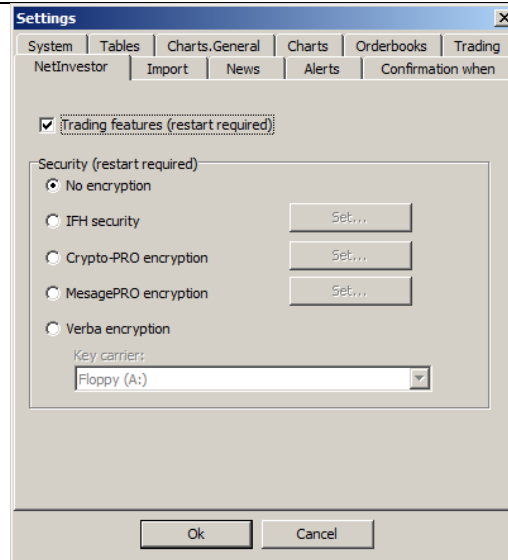 Settings
System Tables Charts.General Charts Orderbooks Trading
NetInvestor Import News Alerts Confirmation when
Trading features (restart required)
Security (restart required)
No encryption
IFH security Set...
Crypto-PRO encryption Set...
MesagePRO encryption Set...
Verba encryption
Key carrier:
Floppy (A:)
Ok Cancel